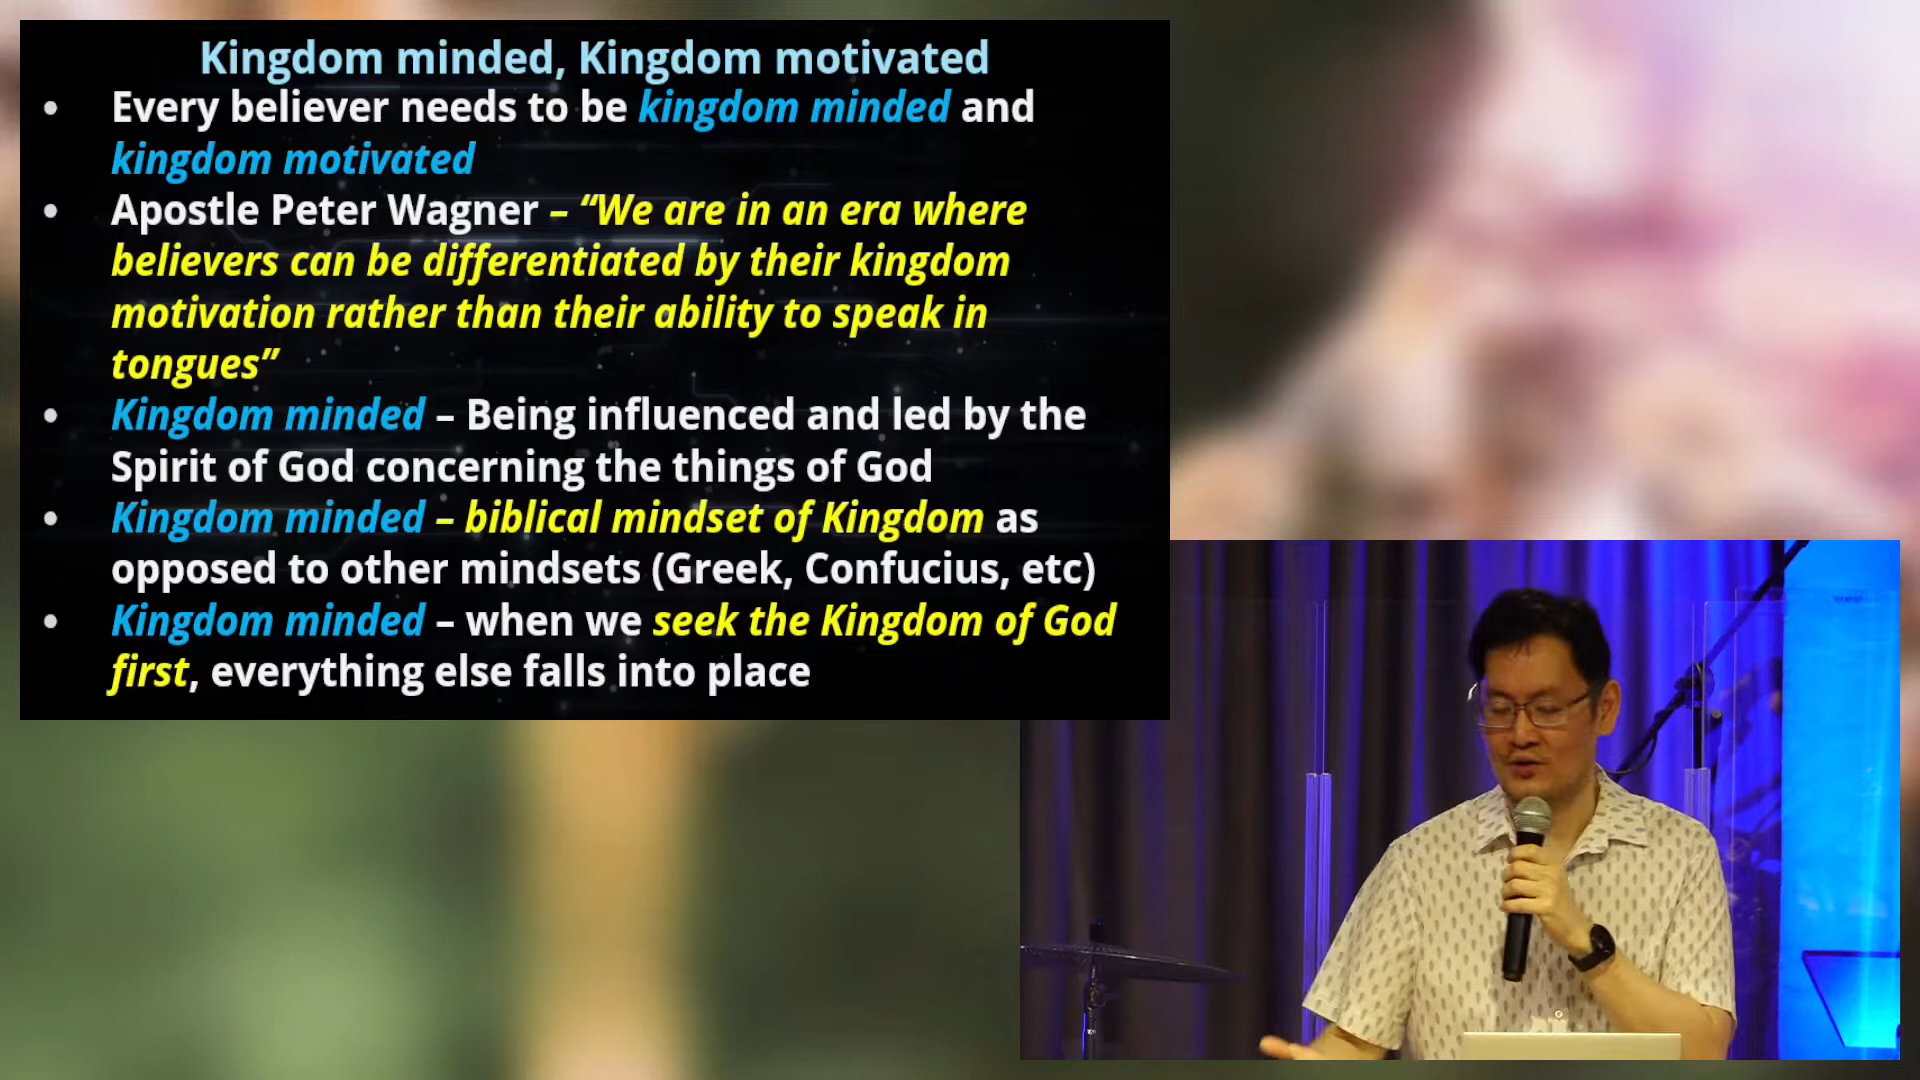 Kingdom minded, Kingdom motivated
• Every believer needs to be kingdom minded and
kingdom motivated
• Apostle Peter Wagner – “We are in an era where
believers can be differentiated by their kingdom
motivation rather than their ability to speak in
tongues”
• Kingdom minded – Being influenced and led by the
Spirit of God concerning the things of God
• Kingdom minded – biblical mindset of Kingdom as
opposed to other mindsets (Greek, Confucius, etc)
• Kingdom minded – when we seek the Kingdom of God
first, everything else falls into place